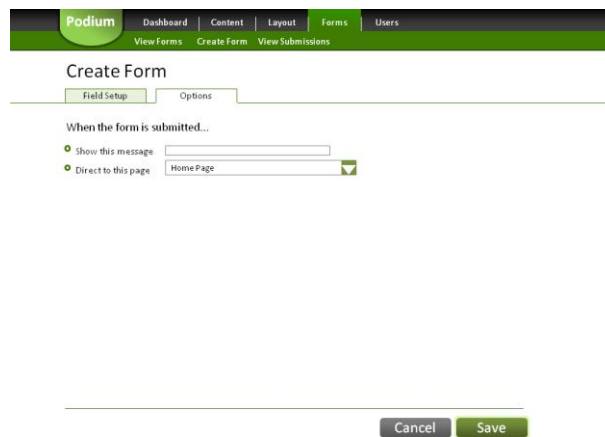 Podium Dashboard Content Layout Forms Users
View Forms Create Form View Submissions
Create Form
Field Setup Options
When the form is submitted...
Show this message
Direct to this page Home Page
Cancel Save